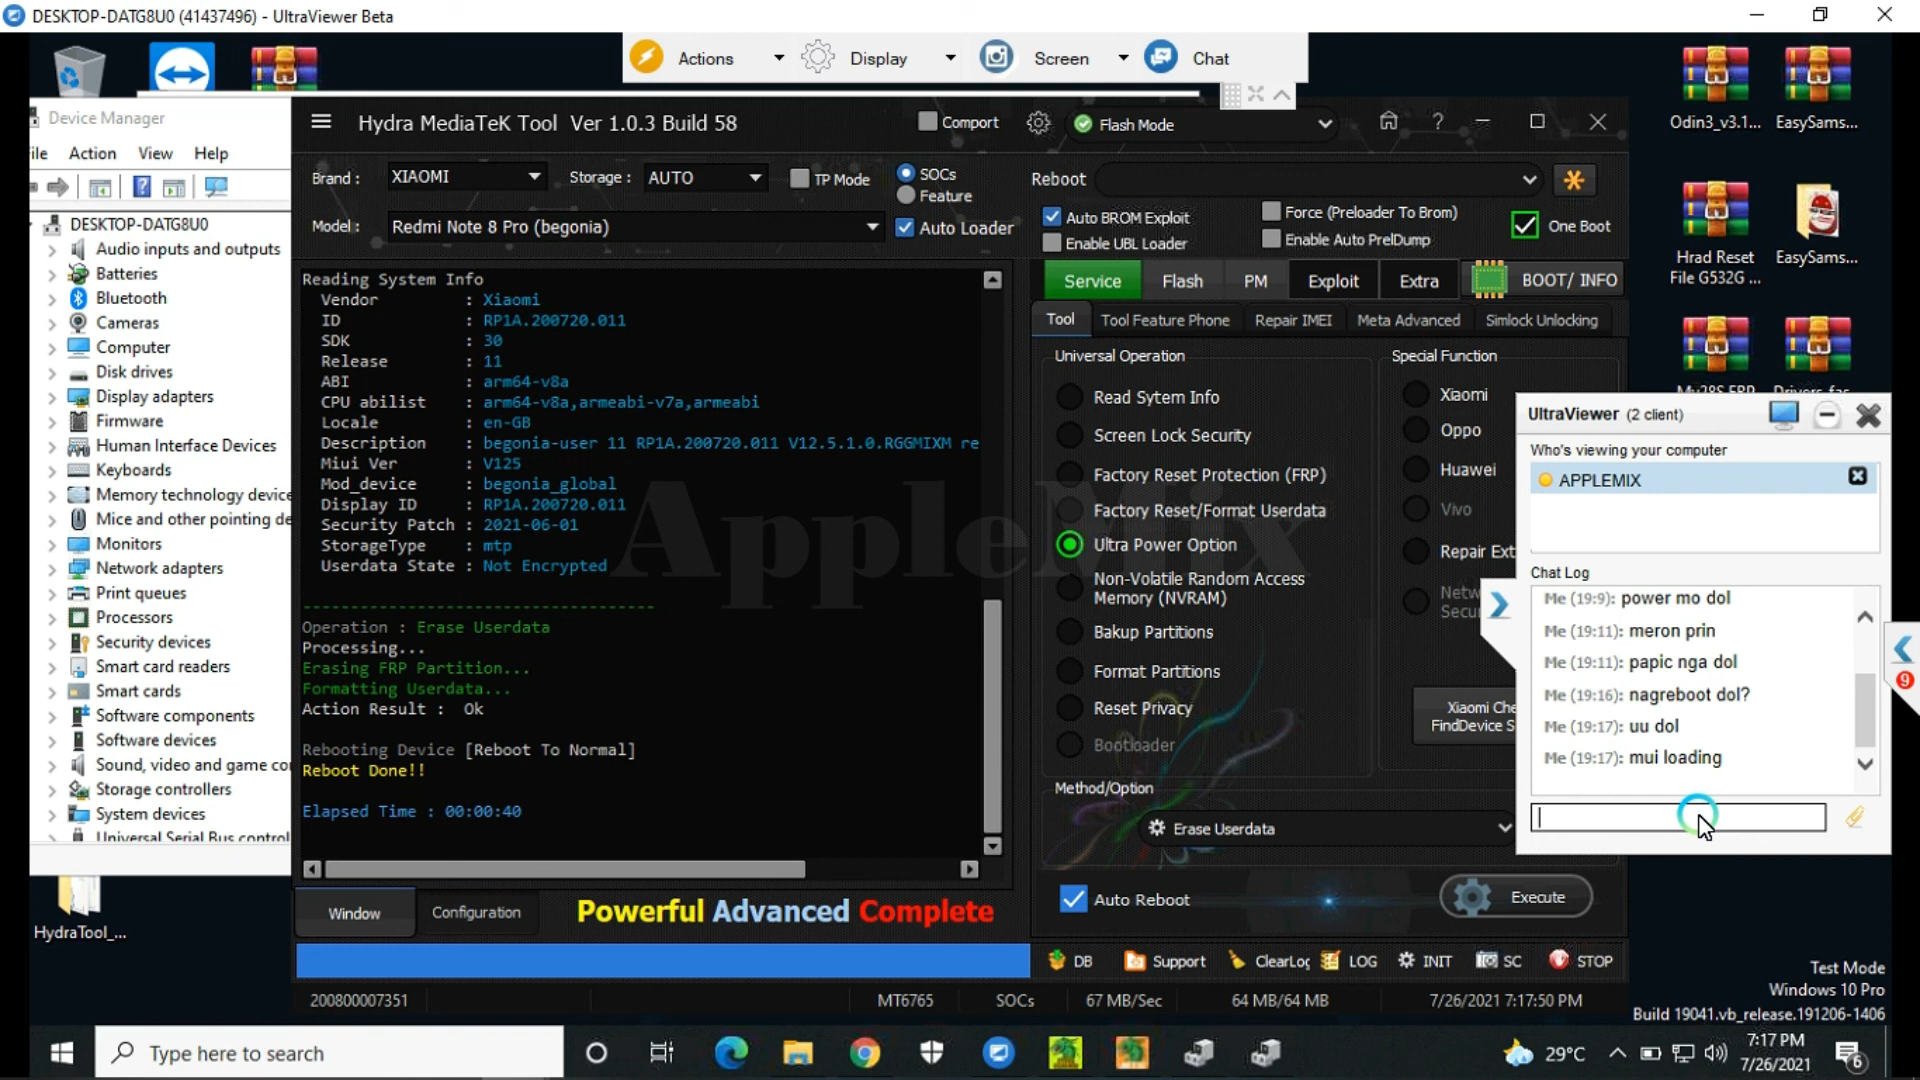 DESKTOP-DATG8U0 (41437496) - UltraViewer Beta
Actions
Display
Screen
Chat
Odin3_v3.1...
EasySams...
Hrad Reset
File G532G ...
EasySams...
HydraTool_...
Device Manager
Action
View
Help
DESKTOP-DATG8U0
Audio inputs and outputs
Batteries
Bluetooth
Cameras
Computer
Disk drives
Display adapters
Firmware
Human Interface Devices
Keyboards
Memory technology device
Mice and other pointing de
Monitors
Network adapters
Print queues
Processors
Security devices
Smart card readers
Smart cards
Software components
Software devices
Sound, video and game co
Storage controllers
System devices
Universal Serial Bus control
Hydra MediaTeK Tool Ver 1.0.3 Build 58
Comport
Flash Mode
Brand :
XIAOMI
Storage :
AUTO
TP Mode
SOCs
Feature
Model :
Redmi Note 8 Pro (begonia)
Auto Loader
Reboot
Auto BROM Exploit
Force (Preloader To Brom)
Enable UBL Loader
Enable Auto PrelDump
One Boot
Service
Flash
PM
Exploit
Extra
BOOT/ INFO
Tool
Tool Feature Phone
Repair IMEI
Meta Advanced
Simlock Unlocking
Reading System Info
Vendor : Xiaomi
ID : RP1A.200720.011
SDK : 30
Release : 11
ABI : arm64-v8a
CPU abilist : arm64-v8a,armeabi-v7a,armeabi
Locale : en-GB
Description : begonia-user 11 RP1A.200720.011 V12.5.1.0.RGGMIXM re
Miui Ver : V125
Mod_device : begonia_global
Display ID : RP1A.200720.011
Security Patch : 2021-06-01
StorageType : mtp
Userdata State : Not Encrypted
-----------------------------------
Operation : Erase Userdata
Processing...
Erasing FRP Partition...
Formatting Userdata...
Action Result : Ok
Rebooting Device [Reboot To Normal]
Reboot Done!!
Elapsed Time : 00:00:40
AppleMix
Universal Operation
Read Sytem Info
Screen Lock Security
Factory Reset Protection (FRP)
Factory Reset/Format Userdata
Ultra Power Option
Non-Volatile Random Access
Memory (NVRAM)
Bakup Partitions
Format Partitions
Reset Privacy
Bootloader
Special Function
Xiaomi
Oppo
Huawei
Vivo
Repair Ext
Netw
Secu
Xiaomi Che
FindDevice S
Method/Option
Erase Userdata
Auto Reboot
Execute
Window
Configuration
Powerful Advanced Complete
DB
Support
ClearLog
LOG
INIT
SC
STOP
200800007351
MT6765
SOCs
67 MB/Sec
64 MB/64 MB
7/26/2021 7:17:50 PM
UltraViewer (2 client)
Who's viewing your computer
APPLEMIX
Chat Log
Me (19:9): power mo dol
Me (19:11): meron prin
Me (19:11): papic nga dol
Me (19:16): nagreboot dol?
Me (19:17): uu dol
Me (19:17): mui loading
9
Test Mode
Windows 10 Pro
Build 19041.vb_release.191206-1406
Type here to search
29°C
7:17 PM
7/26/2021
6